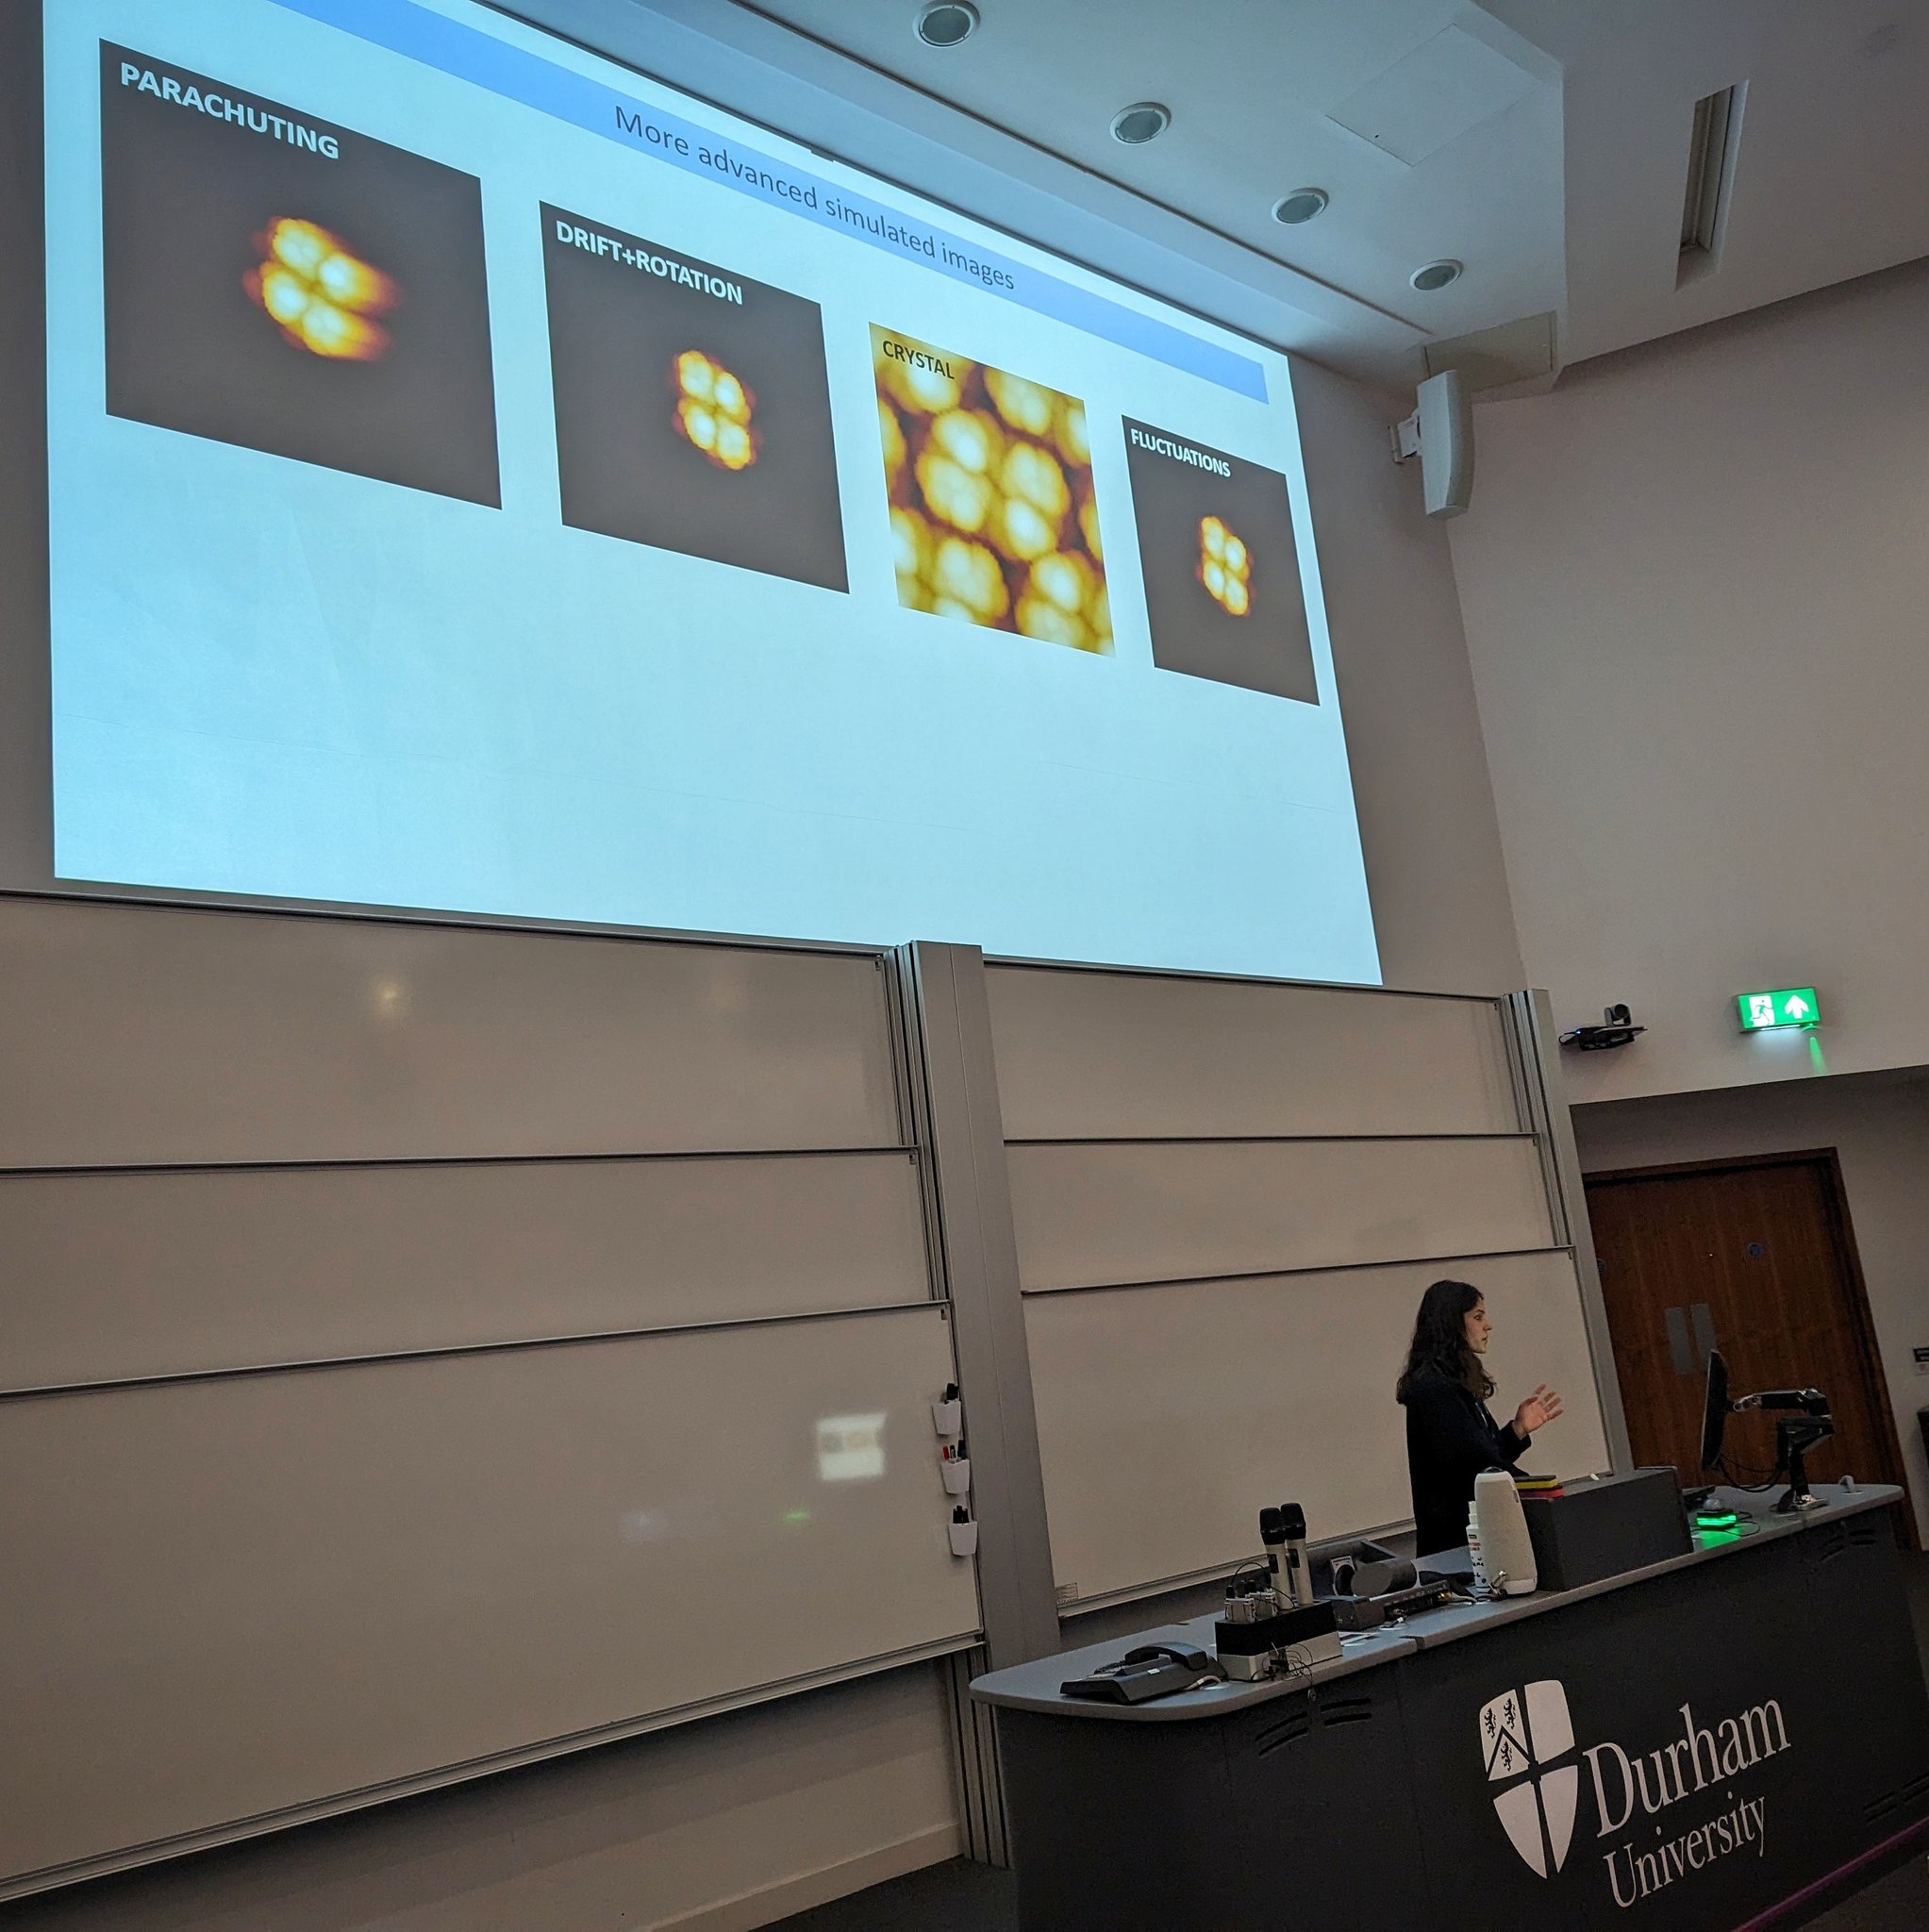 More advanced simulated images
PARACHUTING
DRIFT+ROTATION
CRYSTAL
FLUCTUATIONS
Durham
University